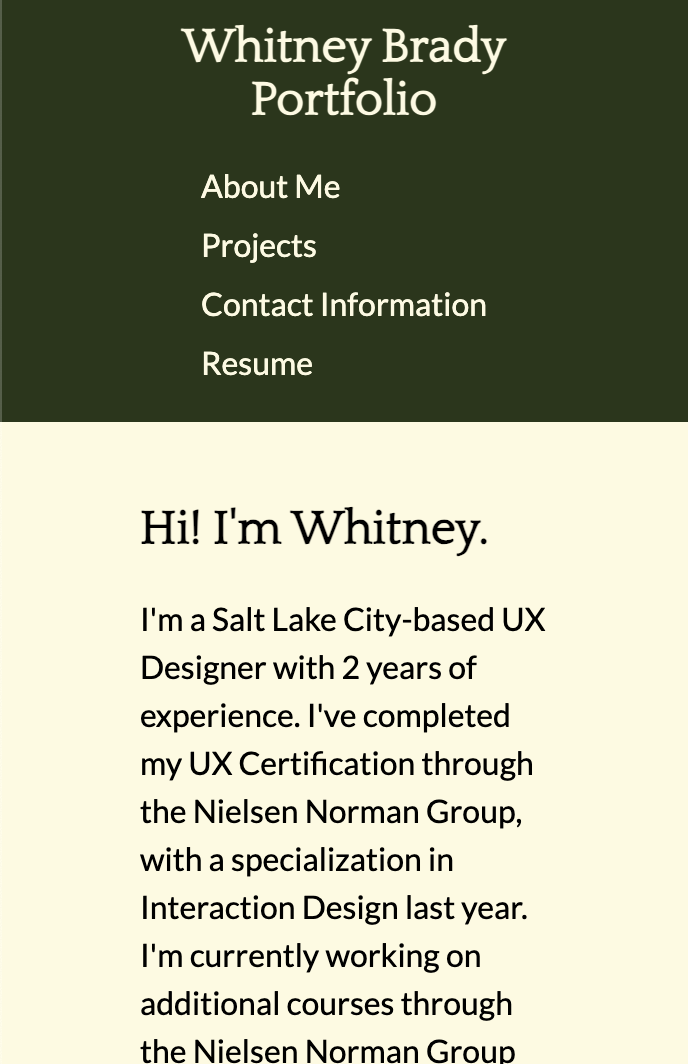 Whitney Brady
Portfolio
About Me
Projects
Contact Information
Resume
Hi! I'm Whitney.
I'm a Salt Lake City-based UX
Designer with 2 years of
experience. I've completed
my UX Certification through
the Nielsen Norman Group,
with a specialization in
Interaction Design last year.
I'm currently working on
additional courses through
the Nielsen Norman Group